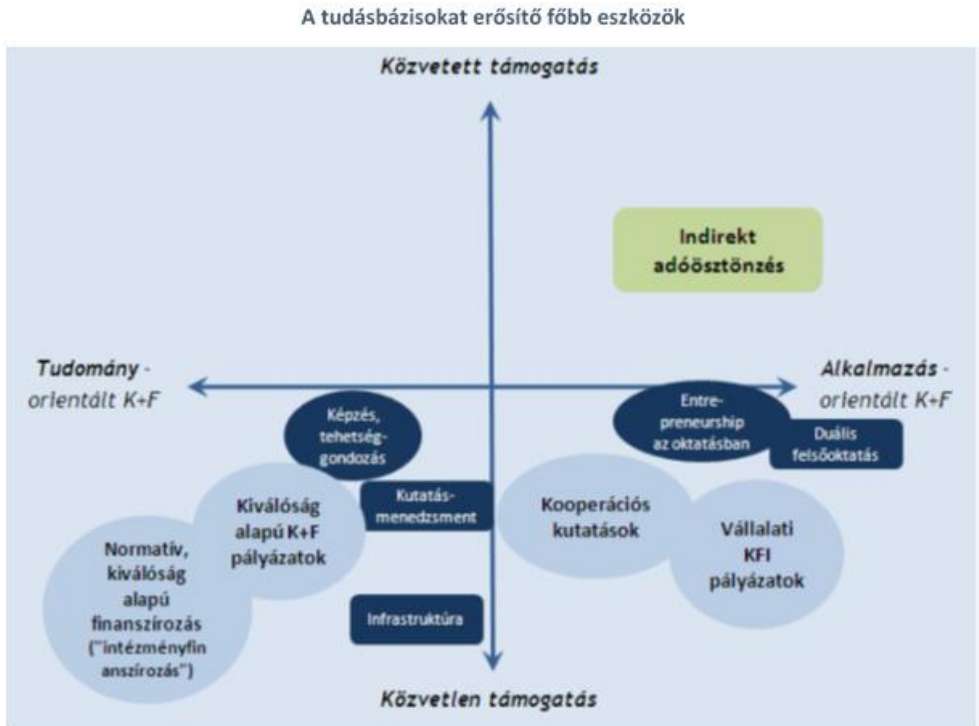 A tudásbázisokat erősítő főbb eszközök
Közvetett támogatás
Indirekt
adóösztönzés
Tudomány -
orientált K+F
Alkalmazás -
orientált K+F
Képzés,
tehetség-
gondozás
Entre-
preneurship
az oktatásban
Duális
felsőoktatás
Kiválóság
alapú K+F
pályázatok
Kutatás-
menedzsment
Kooperációs
kutatások
Vállalati
KFI
pályázatok
Normatív,
kiválóság
alapú
finanszírozás
("intézményfin
anszírozás")
Infrastruktúra
Közvetlen támogatás